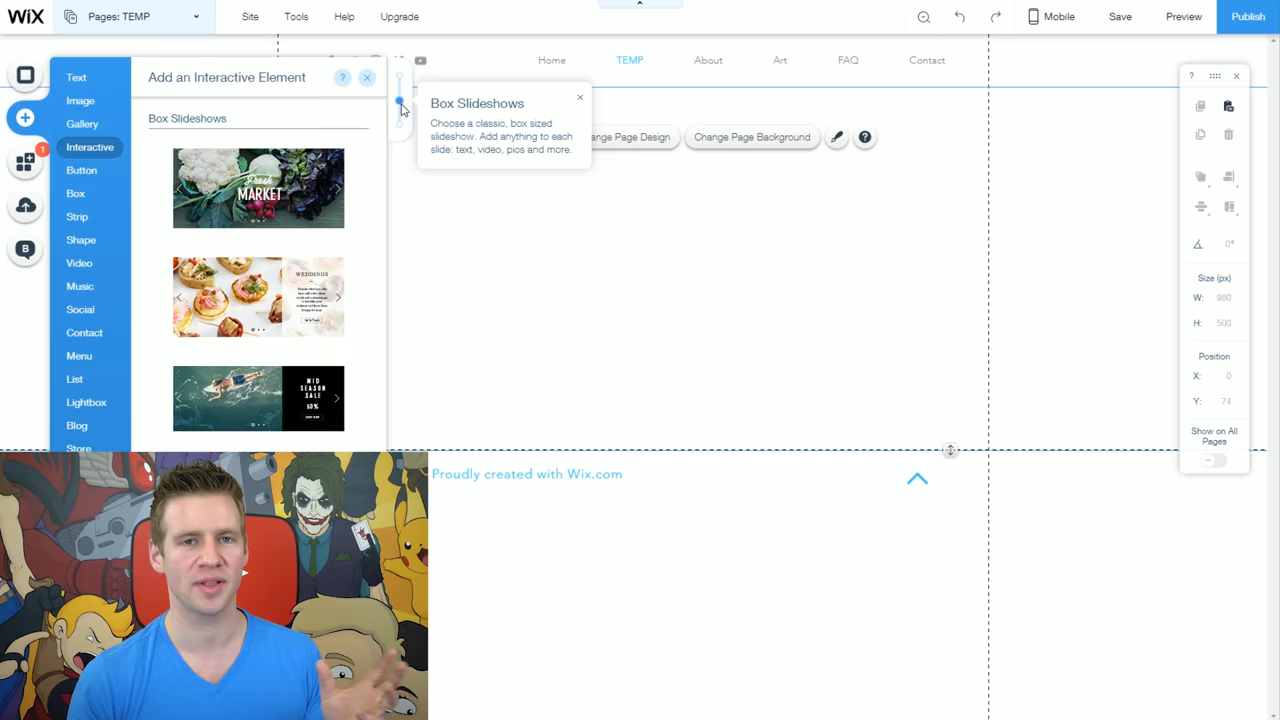 WiX
Pages: TEMP
Site
Tools
Help
Upgrade
Mobile
Save
Preview
Publish
Home
TEMP
About
Art
FAQ
Contact
Text
Image
Gallery
Interactive
Button
Box
Strip
Shape
Video
Music
Social
Contact
Menu
List
Lightbox
Blog
Store
1
B
Add an Interactive Element
?
Box Slideshows
Fresh
MARKET
WEDDINGS
MID
SEASON
SALE
60%
Box Slideshows
Choose a classic, box sized
slideshow. Add anything to each
slide: text, video, pics and more.
ange Page Design
Change Page Background
?
?
0°
Size (px)
W: 980
H: 500
Position
X: 0
Y: 74
Show on All
Pages
Proudly created with Wix.com